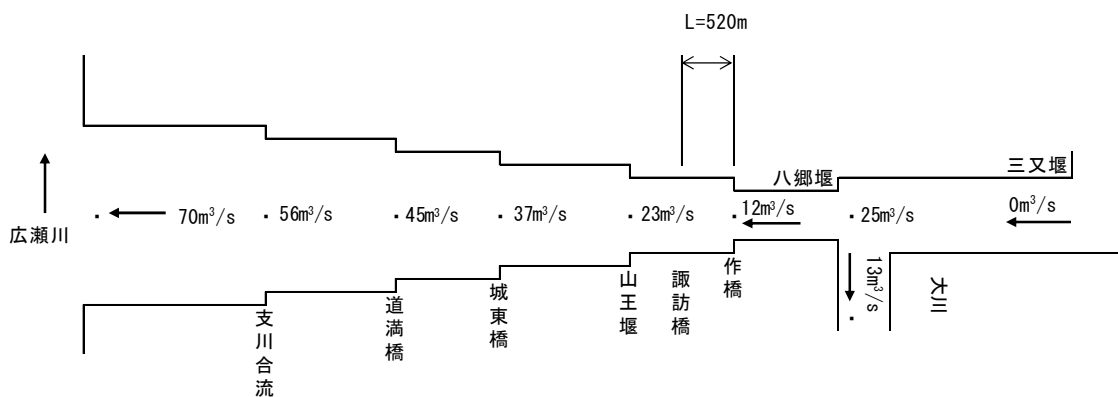 L=520m
八郷堰
三又堰
70m³/s
56m³/s
45m³/s
37m³/s
23m³/s
12m³/s
25m³/s
0m³/s
広瀬川
支川合流
道満橋
城東橋
山王堰
諏訪橋
作橋
13m³/s
大川